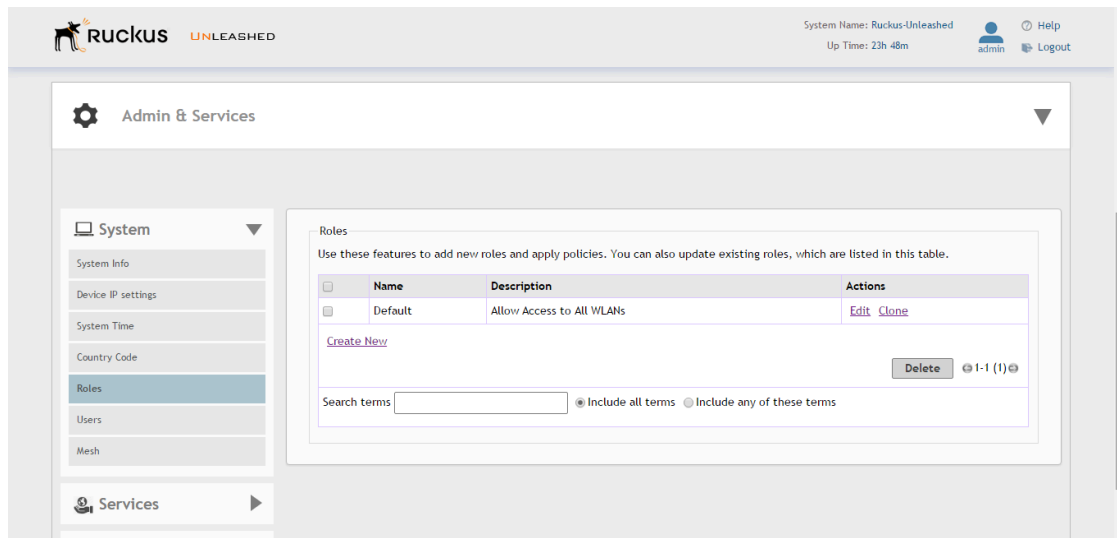 Ruckus UNLEASHED
System Name: Ruckus-Unleashed
Up Time: 23h 48m
admin
Help
Logout
Admin & Services
System
System Info
Device IP settings
System Time
Country Code
Roles
Users
Mesh
Services
Roles
Use these features to add new roles and apply policies. You can also update existing roles, which are listed in this table.
Name Description Actions
Default Allow Access to All WLANs Edit Clone
Create New
Delete 1-1 (1)
Search terms Include all terms Include any of these terms